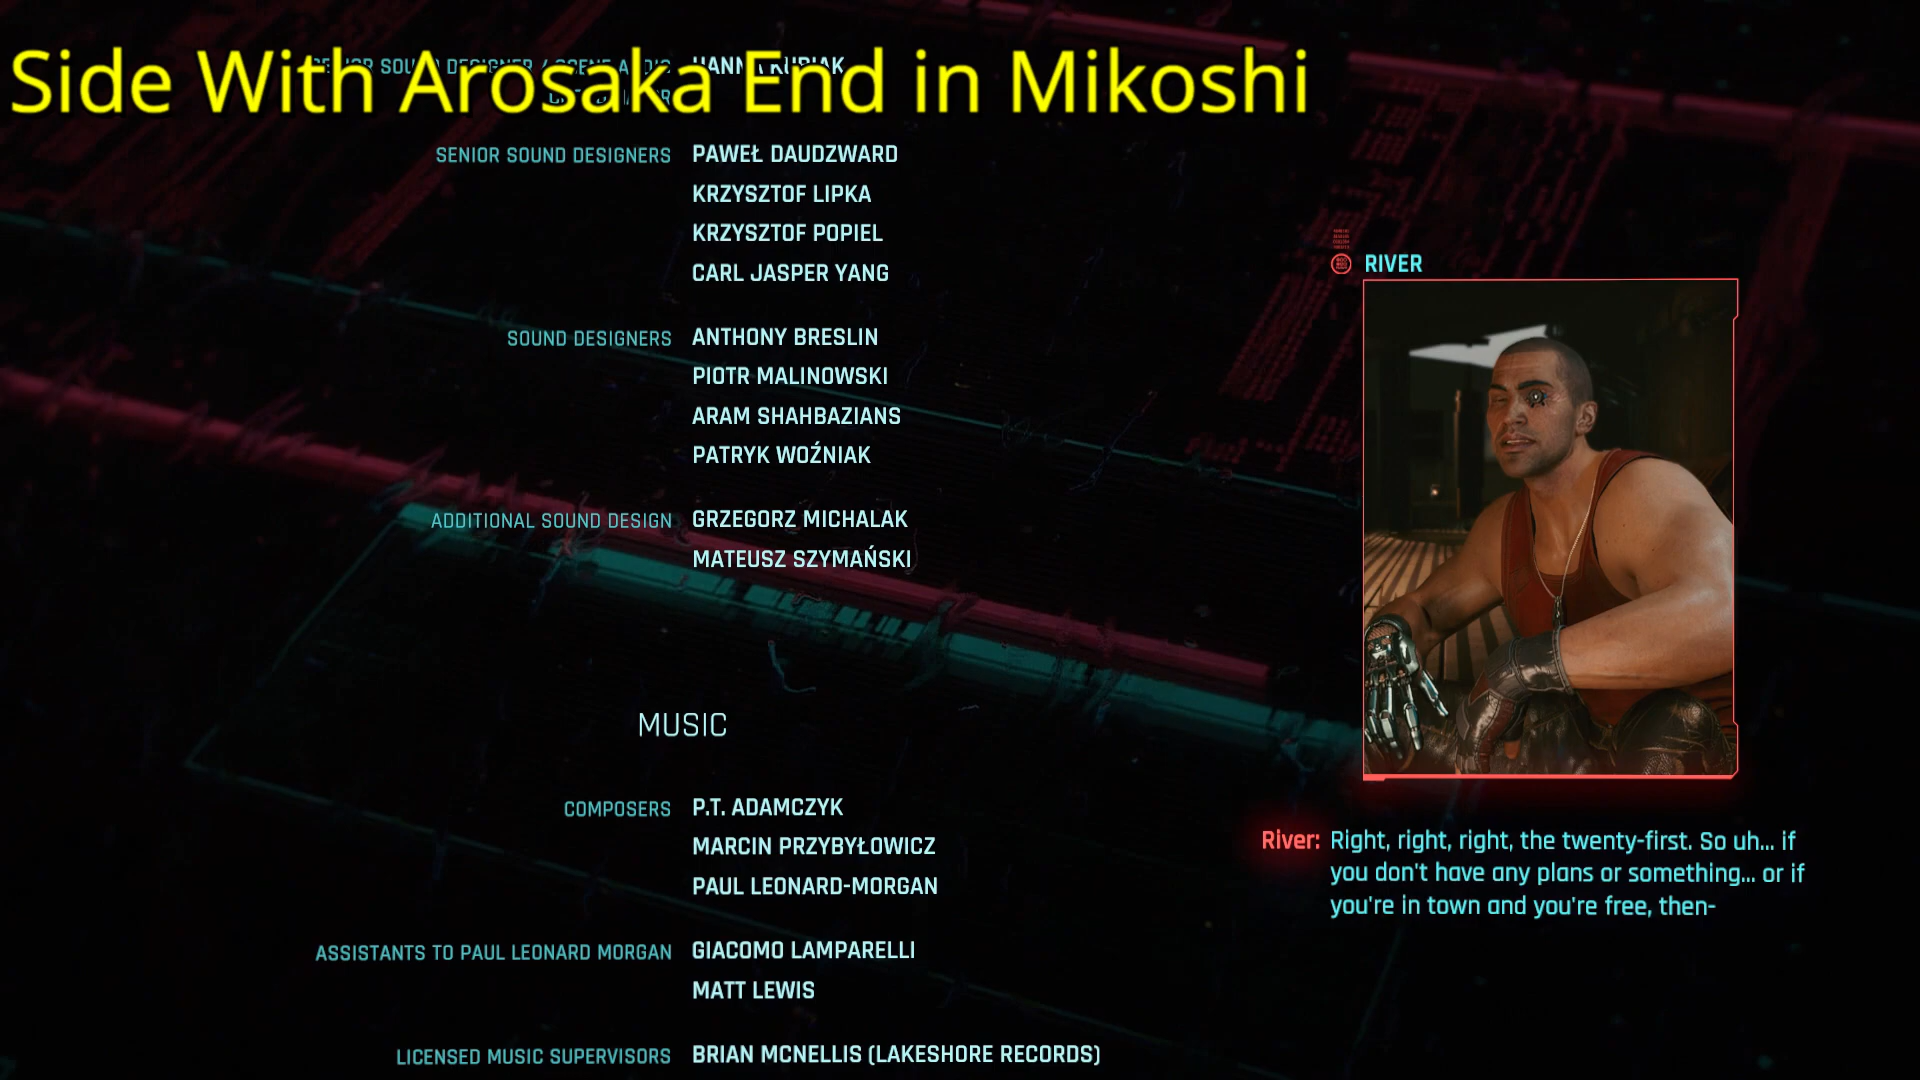 Side With Arosaka End in Mikoshi
HANNA KUBIAK
SENIOR SOUND DESIGNERS PAWEŁ DAUDZWARD
KRZYSZTOF LIPKA
KRZYSZTOF POPIEL
CARL JASPER YANG
SOUND DESIGNERS ANTHONY BRESLIN
PIOTR MALINOWSKI
ARAM SHAHBAZIANS
PATRYK WOŹNIAK
ADDITIONAL SOUND DESIGN GRZEGORZ MICHALAK
MATEUSZ SZYMAŃSKI
MUSIC
COMPOSERS P.T. ADAMCZYK
MARCIN PRZYBYŁOWICZ
PAUL LEONARD-MORGAN
ASSISTANTS TO PAUL LEONARD MORGAN GIACOMO LAMPARELLI
MATT LEWIS
LICENSED MUSIC SUPERVISORS BRIAN MCNELLIS (LAKESHORE RECORDS)
RIVER
River: Right, right, right, the twenty-first. So uh... if
you don't have any plans or something... or if
you're in town and you're free, then-